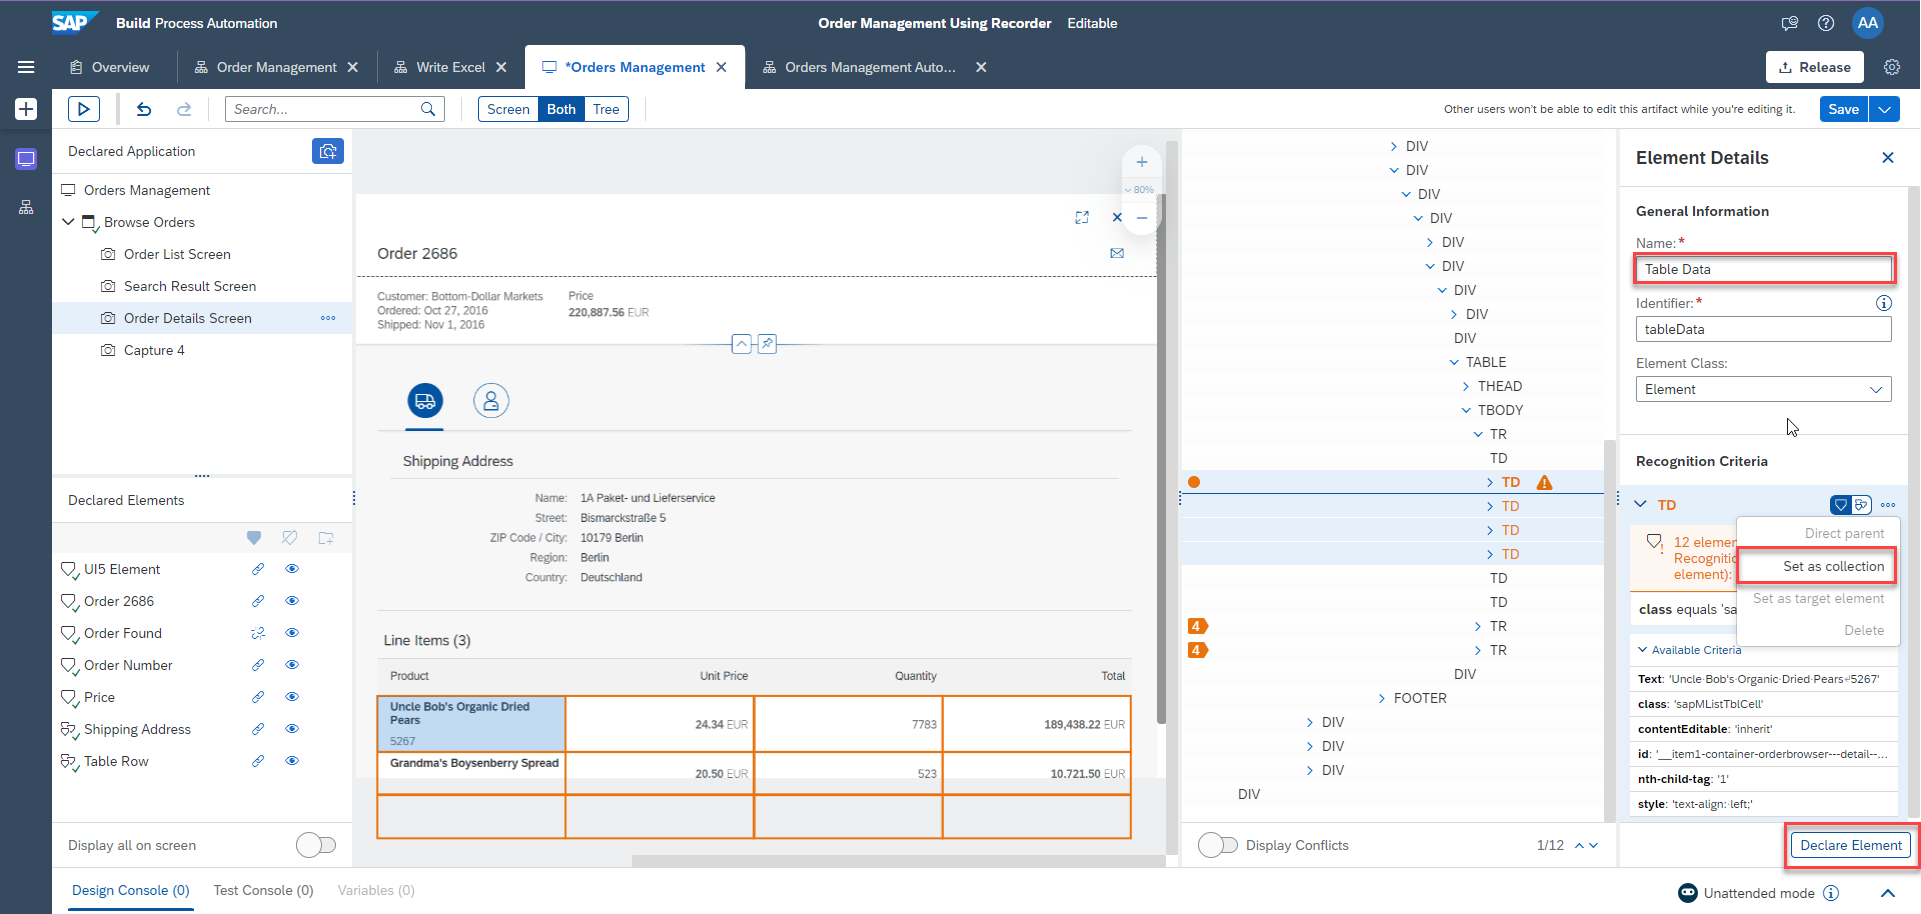 SAP Build Process Automation
Order Management Using Recorder Editable
AA
Overview
Order Management
Write Excel
*Orders Management
Orders Management Auto...
Release
Search...
Screen Both Tree
Other users won't be able to edit this artifact while you're editing it.
Save
Declared Application
Orders Management
Browse Orders
Order List Screen
Search Result Screen
Order Details Screen
Capture 4
Declared Elements
UI5 Element
Order 2686
Order Found
Order Number
Price
Shipping Address
Table Row
Display all on screen
80%
Order 2686
Customer: Bottom-Dollar Markets
Ordered: Oct 27, 2016
Shipped: Nov 1, 2016
Price
220,887.56 EUR
Shipping Address
Name: 1A Paket- und Lieferservice
Street: Bismarckstraße 5
ZIP Code / City: 10179 Berlin
Region: Berlin
Country: Deutschland
Line Items (3)
Product Unit Price Quantity Total
Uncle Bob's Organic Dried
Pears
5267
24.34 EUR 7783 189,438.22 EUR
Grandma's Boysenberry Spread
20.50 EUR 523 10.721.50 EUR
DIV
DIV
DIV
DIV
DIV
DIV
DIV
DIV
DIV
TABLE
THEAD
TBODY
TR
TD
TD
TD
TD
TD
TD
TD
4 TR
4 TR
DIV
FOOTER
DIV
DIV
DIV
DIV
Display Conflicts
1/12
Element Details
General Information
Name: *
Table Data
Identifier: *
tableData
Element Class:
Element
Recognition Criteria
TD
12 elemen
Recognitic
element):
Direct parent
Set as collection
Set as target element
Delete
class equals 'sa
Available Criteria
Text: 'Uncle·Bob's·Organic·Dried·Pears↵5267'
class: 'sapMListTblCell'
contentEditable: 'inherit'
id: '__item1-container-orderbrowser---detail--...
nth-child-tag: '1'
style: 'text-align:·left;'
Declare Element
Design Console (0)
Test Console (0)
Variables (0)
Unattended mode